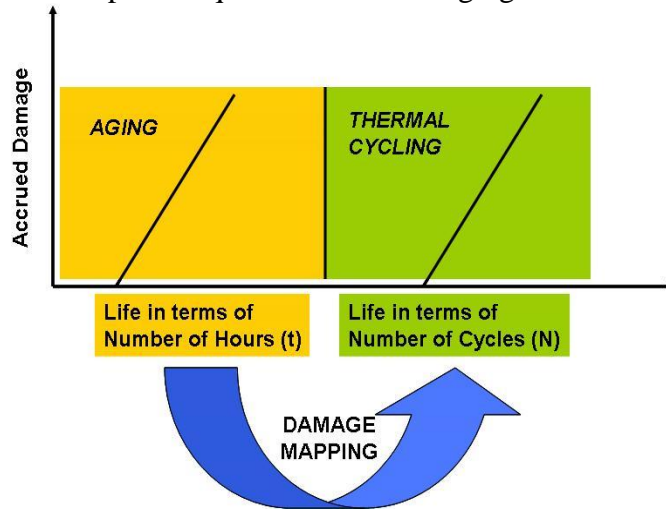 Accrued Damage
AGING
THERMAL
CYCLING
Life in terms of
Number of Hours (t)
Life in terms of
Number of Cycles (N)
DAMAGE
MAPPING